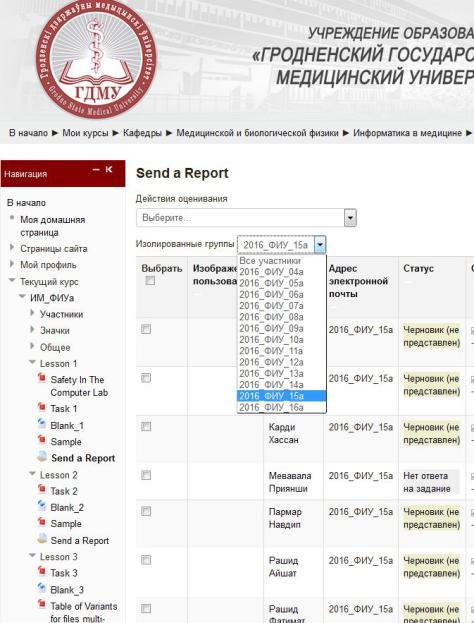 Гродзенскі дзяржаўны медыцынскі ўніверсітэт
ГДМУ
Grodno State Medical University
УЧРЕЖДЕНИЕ ОБРАЗОВА
«ГРОДНЕНСКИЙ ГОСУДАРС
МЕДИЦИНСКИЙ УНИВЕР
В начало ► Мои курсы ► Кафедры ► Медицинской и биологической физики ► Информатика в медицине ►
Навигация
В начало
Моя домашняя
страница
Страницы сайта
Мой профиль
Текущий курс
ИМ_ФИУа
Участники
Значки
Общее
Lesson 1
Safety In The
Computer Lab
Task 1
Blank_1
Sample
Send a Report
Lesson 2
Task 2
Blank_2
Sample
Send a Report
Lesson 3
Task 3
Blank_3
Table of Variants
for files multi-
Send a Report
Действия оценивания
Выберите...
Изолированные группы 2016_ФИУ_15а
Все участники
2016_ФИУ_04а
2016_ФИУ_05а
2016_ФИУ_06а
2016_ФИУ_07а
2016_ФИУ_08а
2016_ФИУ_09а
2016_ФИУ_10а
2016_ФИУ_11а
2016_ФИУ_12а
2016_ФИУ_13а
2016_ФИУ_14а
2016_ФИУ_15а
2016_ФИУ_16а
Выбрать Изображе
пользова
Адрес
электронной
почты
Статус
2016_ФИУ_15а Черновик (не
представлен)
2016_ФИУ_15а Черновик (не
представлен)
Карди
Хассан
2016_ФИУ_15а Черновик (не
представлен)
Мевавала
Приянши
2016_ФИУ_15а Нет ответа
на задание
Пармар
Навдип
2016_ФИУ_15а Черновик (не
представлен)
Рашид
Айшат
2016_ФИУ_15а Черновик (не
представлен)
Рашид
Фатимат
2016_ФИУ_15а Черновик (не
представлен)